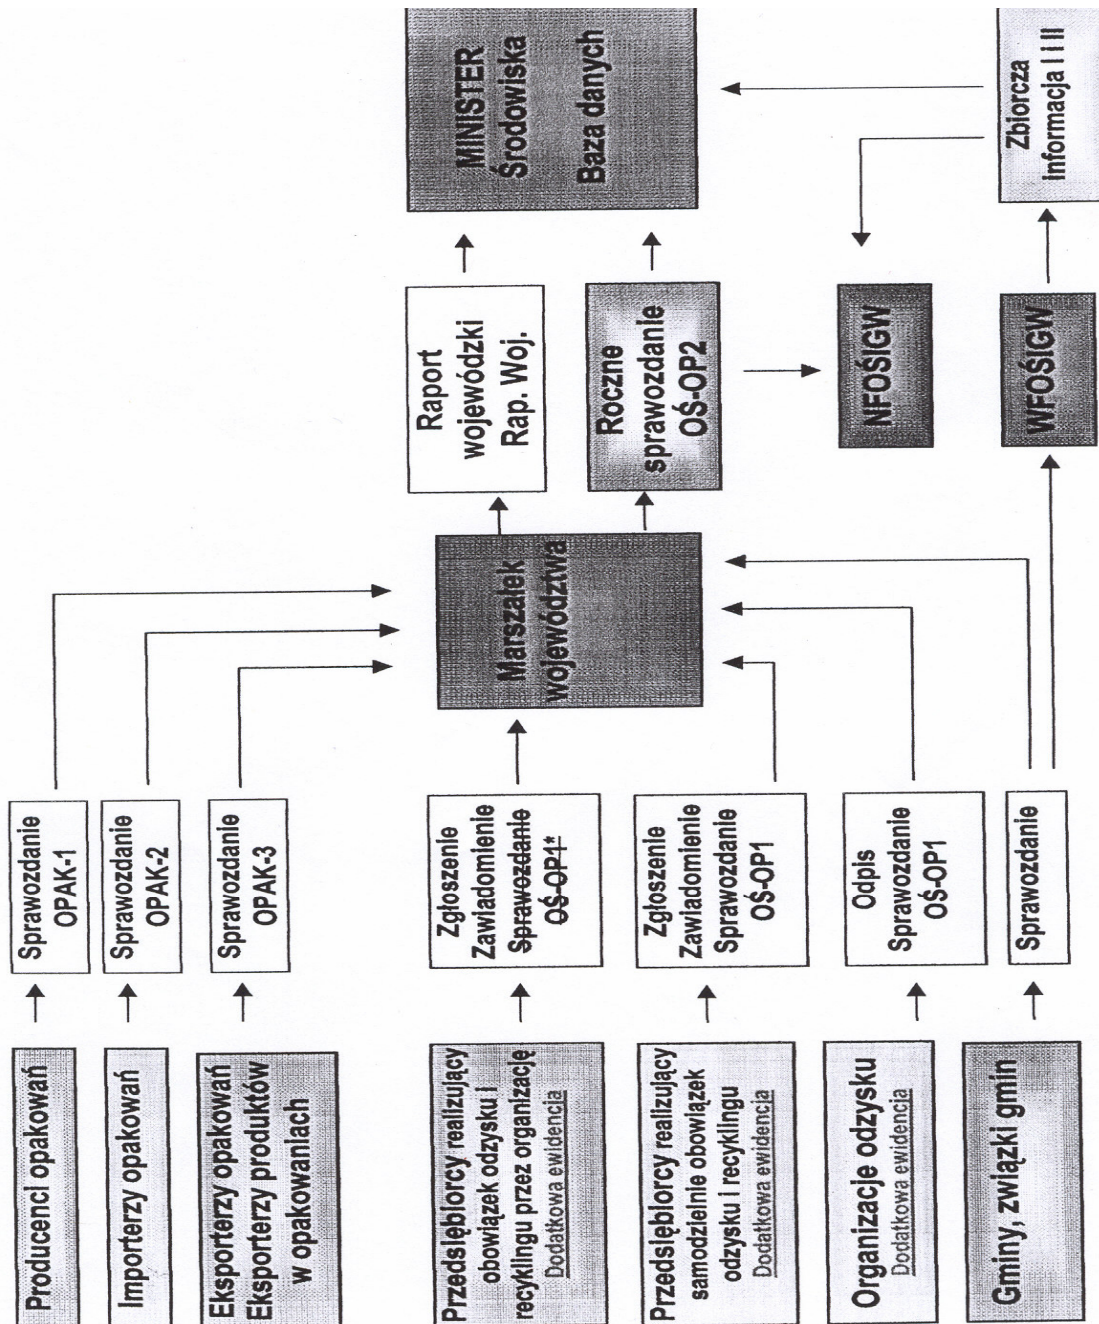 Producenci opakowań
Sprawozdanie
OPAK-1
Importerzy opakowań
Sprawozdanie
OPAK-2
Eksporterzy opakowań
Eksporterzy produktów
w opakowaniach
Sprawozdanie
OPAK-3
Przedsiębiorcy realizujący
obowiązek odzysku i
recyklingu przez organizację
Dodatkowa ewidencja
Zgłoszenie
Zawiadomienie
Sprawozdanie
OŚ-OP1*
Przedsiębiorcy realizujący
samodzielnie obowiązek
odzysku i recyklingu
Dodatkowa ewidencja
Zgłoszenie
Zawiadomienie
Sprawozdanie
OŚ-OP1
Organizacje odzysku
Dodatkowa ewidencja
Odpis
Sprawozdanie
OŚ-OP1
Gminy, związki gmin
Sprawozdanie
Marszałek
województwa
Raport
wojewódzki
Rap. Woj.
Roczne
sprawozdanie
OŚ-OP2
NFOŚIGW
WFOŚIGW
MINISTER
Środowiska
Baza danych
Zbiorcza
informacja I i II